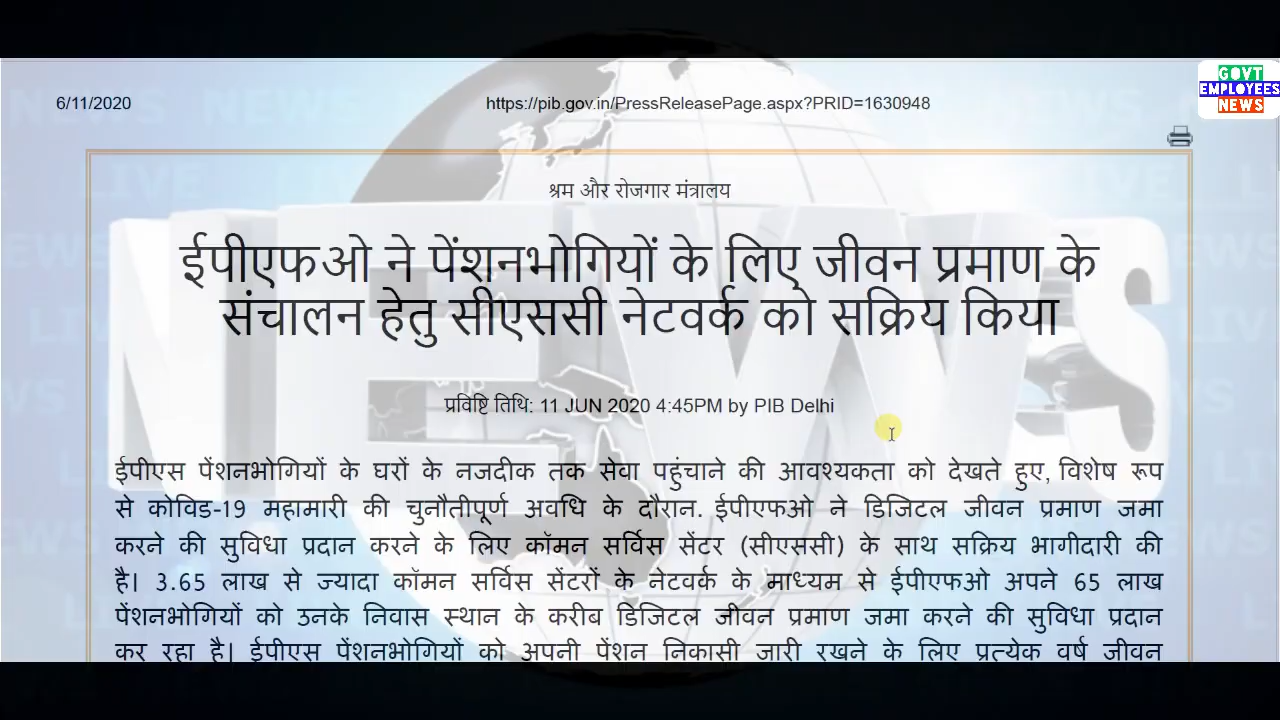 GOVT
EMPLOYEES
NEWS
6/11/2020
https://pib.gov.in/PressReleasePage.aspx?PRID=1630948
श्रम और रोजगार मंत्रालय
ईपीएफओ ने पेंशनभोगियों के लिए जीवन प्रमाण के
संचालन हेतु सीएससी नेटवर्क को सक्रिय किया
प्रविष्टि तिथि: 11 JUN 2020 4:45PM by PIB Delhi
ईपीएस पेंशनभोगियों के घरों के नजदीक तक सेवा पहुंचाने की आवश्यकता को देखते हुए, विशेष रूप
से कोविड-19 महामारी की चुनौतीपूर्ण अवधि के दौरान. ईपीएफओ ने डिजिटल जीवन प्रमाण जमा
करने की सुविधा प्रदान करने के लिए कॉमन सर्विस सेंटर (सीएससी) के साथ सक्रिय भागीदारी की
है। 3.65 लाख से ज्यादा कॉमन सर्विस सेंटरों के नेटवर्क के माध्यम से ईपीएफओ अपने 65 लाख
पेंशनभोगियों को उनके निवास स्थान के करीब डिजिटल जीवन प्रमाण जमा करने की सुविधा प्रदान
कर रहा है। ईपीएस पेंशनभोगियों को अपनी पेंशन निकासी जारी रखने के लिए प्रत्येक वर्ष जीवन
NEWS